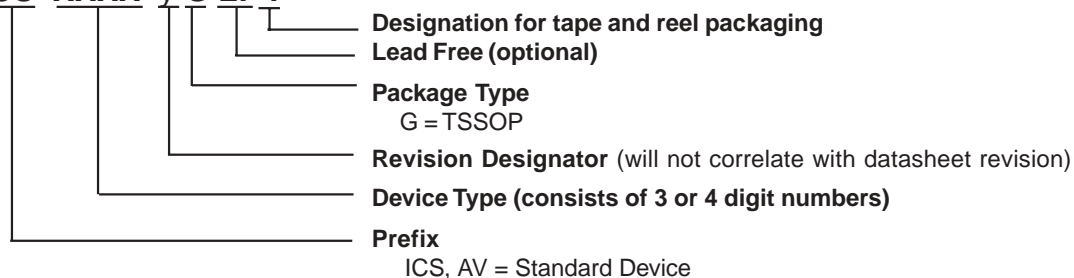 Designation for tape and reel packaging
Lead Free (optional)
Package Type
G = TSSOP
Revision Designator (will not correlate with datasheet revision)
Device Type (consists of 3 or 4 digit numbers)
Prefix
ICS, AV = Standard Device